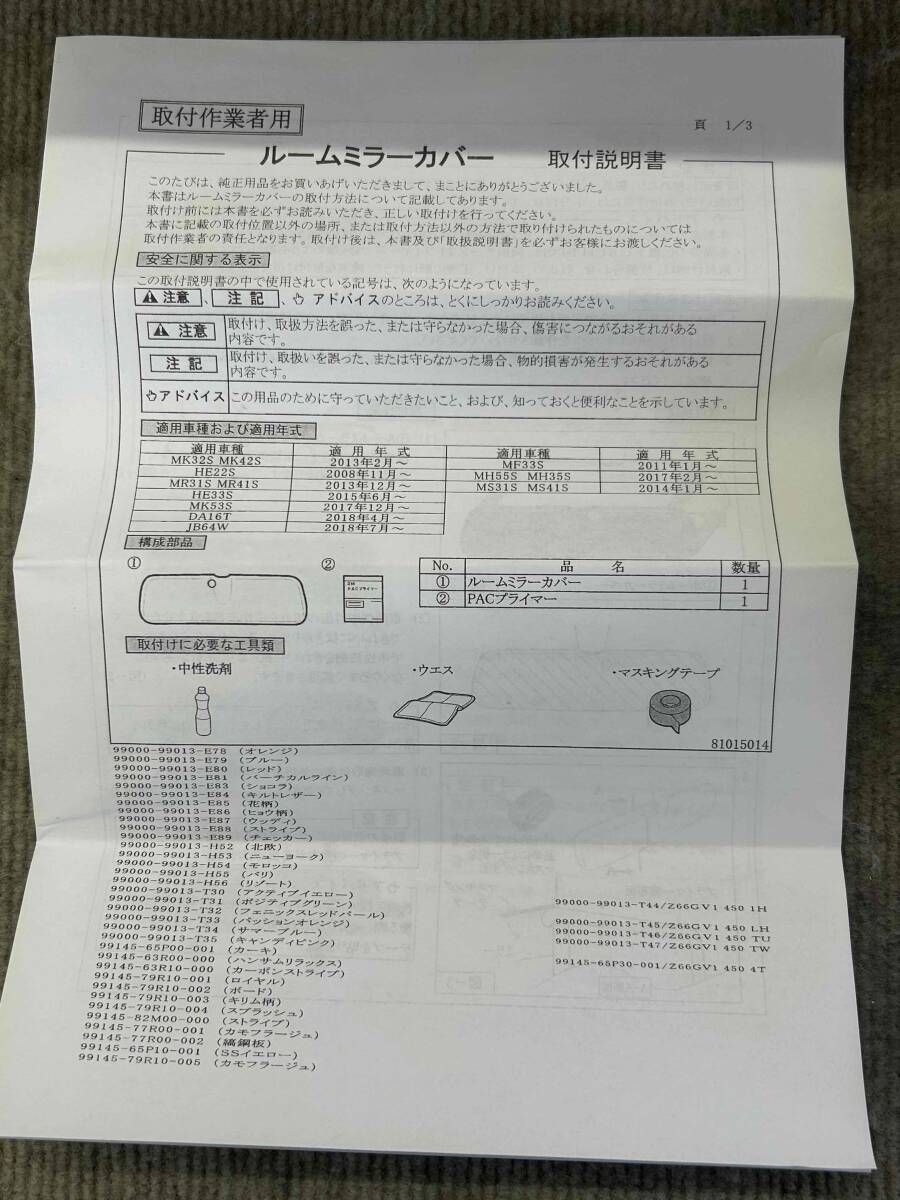 取付作業者用
頁 1/3
ルームミラーカバー 取付説明書
このたびは、純正用品をお買いあげいただきまして、まことにありがとうございました。
本書はルームミラーカバーの取付方法について記載してあります。
取付け前には本書を必ずお読みいただき、正しい取付けを行ってください。
本書に記載の取付位置以外の場所、または取付方法以外の方法で取り付けられたものについては
取付作業者の責任となります。取付け後は、本書及び「取扱説明書」を必ずお客様にお渡しください。
安全に関する表示
この取付説明書の中で使用されている記号は、次のようになっています。
注意、注記、アドバイスのところは、とくにしっかりお読みください。
注意 取付け、取扱方法を誤った、または守らなかった場合、傷害につながるおそれがある
内容です。
注記 取付け、取扱いを誤った、または守らなかった場合、物的損害が発生するおそれがある
内容です。
アドバイス この用品のために守っていただきたいこと、および、知っておくと便利なことを示しています。
適用車種および適用年式
適用車種 適用年式 適用車種 適用年式
MK32S MK42S 2013年2月～ MF33S 2011年1月～
HE22S 2008年11月～ MH55S MH35S 2017年2月～
MR31S MR41S 2013年12月～ MS31S MS41S 2014年1月～
HE33S 2015年6月～
MK53S 2017年12月～
DA16T 2018年4月～
JB64W 2018年7月～
構成部品
① ②
PACプライマー
No. 品名 数量
① ルームミラーカバー 1
② PACプライマー 1
取付けに必要な工具類
・中性洗剤 ・ウエス ・マスキングテープ
81015014
99000-99013-E78 (オレンジ)
99000-99013-E79 (ブルー)
99000-99013-E80 (レッド)
99000-99013-E81 (バーチカルライン)
99000-99013-E83 (ショコラ)
99000-99013-E84 (キルトレザー)
99000-99013-E85 (花柄)
99000-99013-E86 (ヒョウ柄)
99000-99013-E87 (ウッディ)
99000-99013-E88 (ストライプ)
99000-99013-E89 (チェッカー)
99000-99013-H52 (北欧)
99000-99013-H53 (ニューヨーク)
99000-99013-H54 (モロッコ)
99000-99013-H55 (パリ)
99000-99013-H56 (リゾート)
99000-99013-T30 (アクティブイエロー)
99000-99013-T31 (ポジティブグリーン)
99000-99013-T32 (フェニックスレッドパール)
99000-99013-T33 (パッションオレンジ)
99000-99013-T34 (サマーブルー)
99000-99013-T35 (キャンディピンク)
99145-65P00-001 (カーキ)
99145-63R00-000 (ハンサムリラックス)
99145-63R10-000 (カーボンストライプ)
99145-79R10-001 (ロイヤル)
99145-79R10-002 (ボード)
99145-79R10-003 (キリム柄)
99145-79R10-004 (スプラッシュ)
99145-82M00-000 (ストライプ)
99145-77R00-001 (カモフラージュ)
99145-77R00-002 (縞鋼板)
99145-65P10-001 (SSイエロー)
99145-79R10-005 (カモフラージュ)
99000-99013-T44/Z66GV1 450 1H
99000-99013-T45/Z66GV1 450 LH
99000-99013-T46/Z66GV1 450 TU
99000-99013-T47/Z66GV1 450 TW
99145-65P30-001/Z66GV1 450 4T